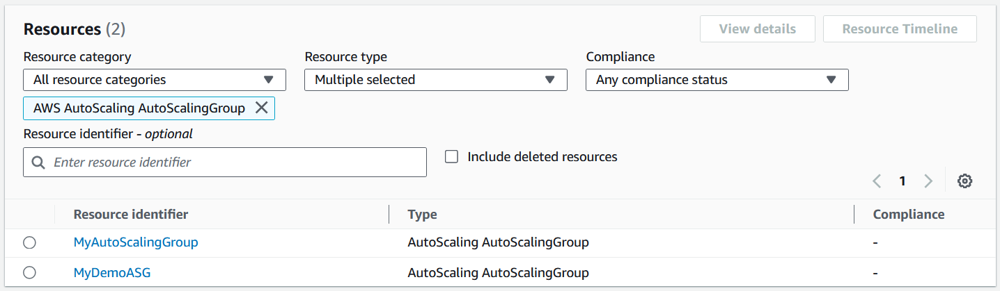 Resources (2)
View details
Resource Timeline
Resource category
Resource type
Compliance
All resource categories
Multiple selected
Any compliance status
AWS AutoScaling AutoScalingGroup
Resource identifier - optional
Enter resource identifier
Include deleted resources
1
Resource identifier
Type
Compliance
MyAutoScalingGroup
AutoScaling AutoScalingGroup
-
MyDemoASG
AutoScaling AutoScalingGroup
-